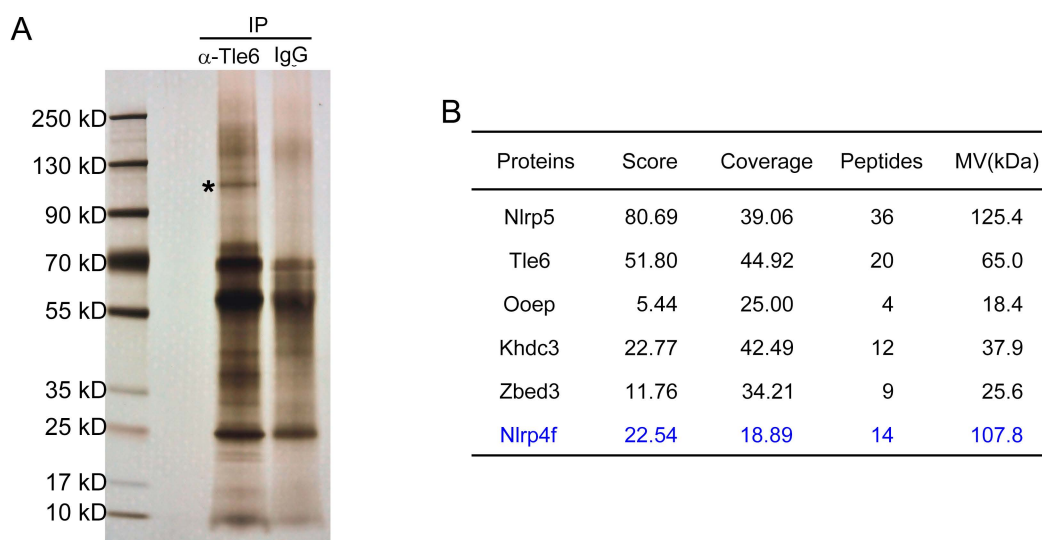 A
IP
α-Tle6 IgG
250 kD
130 kD
*
90 kD
70 kD
55 kD
35 kD
25 kD
17 kD
10 kD
B
Proteins Score Coverage Peptides MV(kDa)
Nlrp5 80.69 39.06 36 125.4
Tle6 51.80 44.92 20 65.0
Ooep 5.44 25.00 4 18.4
Khdc3 22.77 42.49 12 37.9
Zbed3 11.76 34.21 9 25.6
Nlrp4f 22.54 18.89 14 107.8